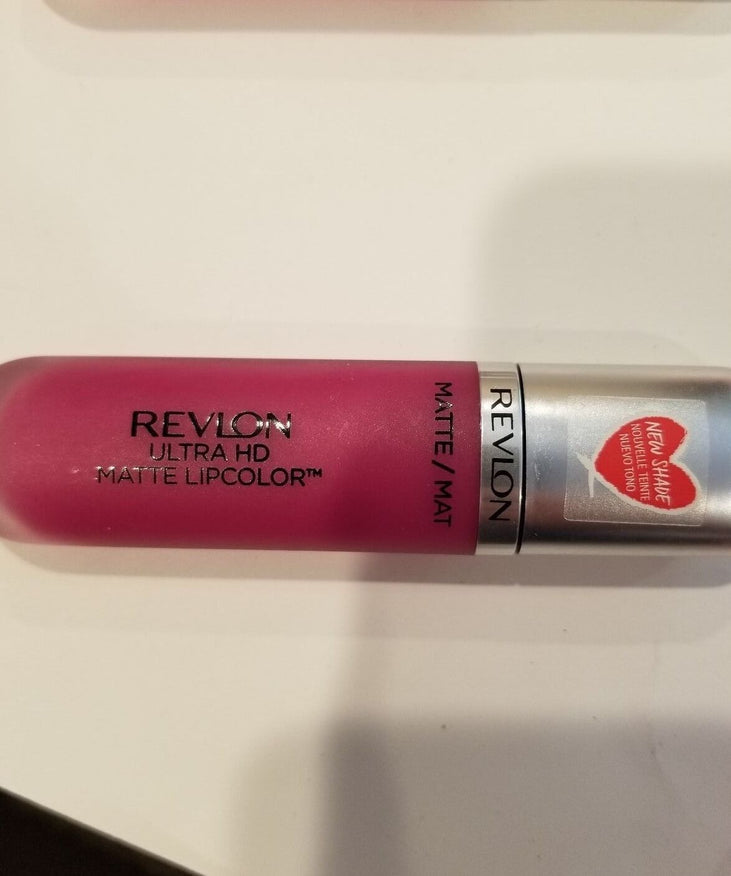 REVLON
ULTRA HD
MATTE LIPCOLOR™
MATTE / MAT
REVLON
NEW SHADE
NOUVELLE TEINTE
NUEVO TONO